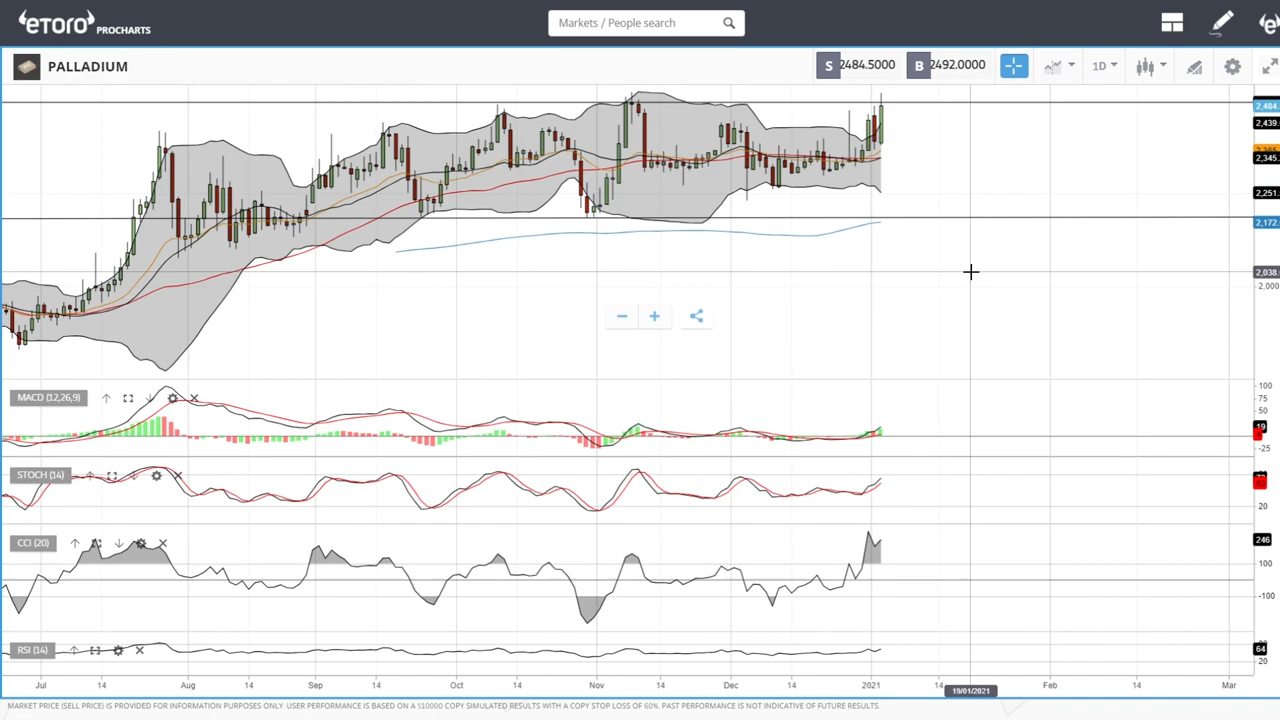 eToro PROCHARTS
Markets / People search
PALLADIUM
S 2484.5000
B 2492.0000
1D
2,484.
2,439.
2,345.
2,251.
2,172.
2,038.
2,000
MACD (12,26,9)
100
75
50
19
-25
STOCH (14)
20
CCI (20)
246
100
-100
RSI (14)
64
20
Jul
14
Aug
14
Sep
14
Oct
14
Nov
14
Dec
14
2021
14
19/01/2021
Feb
14
Mar
MARKET PRICE (SELL PRICE) IS PROVIDED FOR INFORMATION PURPOSES ONLY. USER PERFORMANCE IS BASED ON A $10000 COPY SIMULATED RESULTS WITH A COPY STOP LOSS OF 60%. PAST PERFORMANCE IS NOT INDICATIVE OF FUTURE RESULTS.